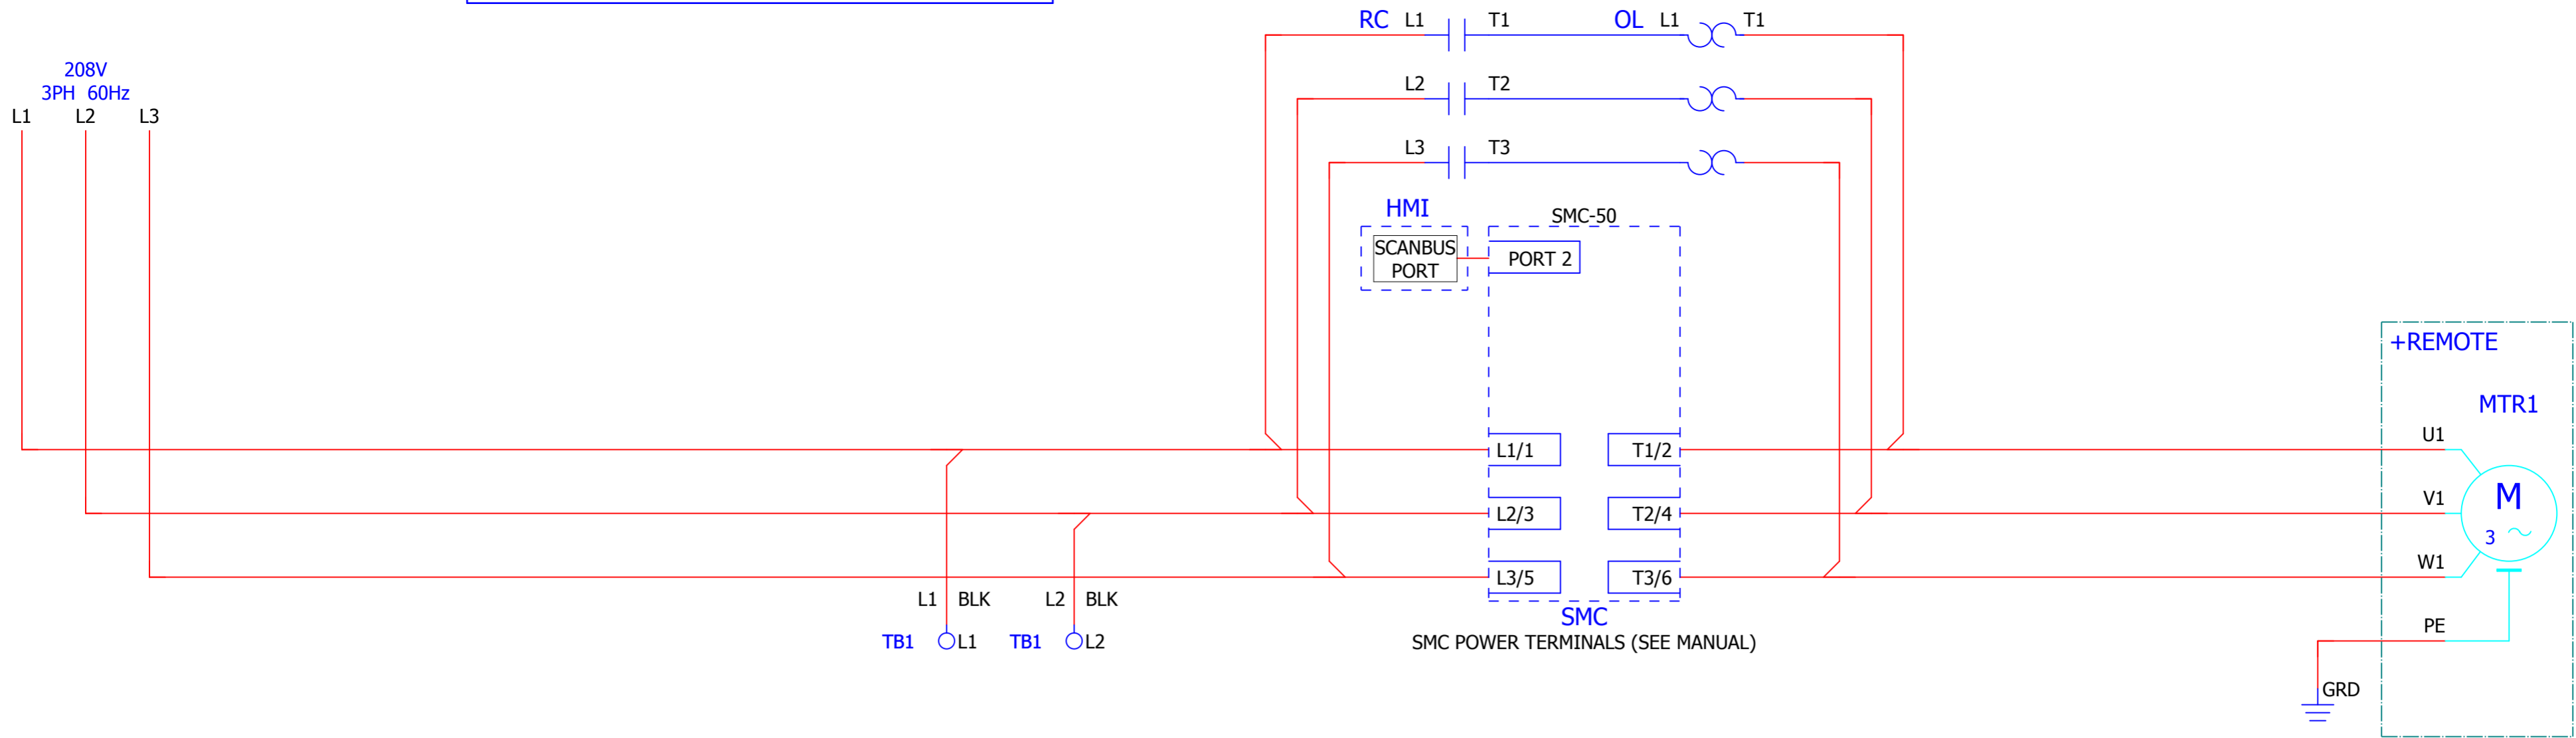 RC L1 T1 OL L1 T1
208V
3PH 60Hz
L1 L2 L3
L2 T2
L3 T3
HMI
SCANBUS
PORT
SMC-50
PORT 2
+REMOTE
MTR1
L1/1 T1/2 U1
L2/3 T2/4 V1
M
3
L3/5 T3/6 W1
L1 BLK L2 BLK
TB1 L1 TB1 L2
SMC
SMC POWER TERMINALS (SEE MANUAL)
PE
GRD